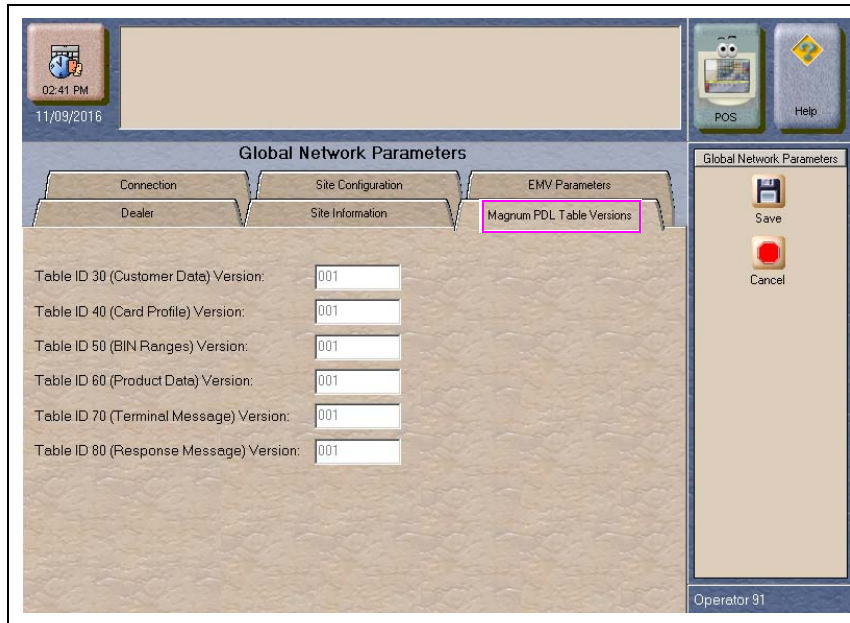 02:41 PM
11/09/2016
POS
Help
Global Network Parameters
Connection
Site Configuration
EMV Parameters
Dealer
Site Information
Magnum PDL Table Versions
Table ID 30 (Customer Data) Version: 001
Table ID 40 (Card Profile) Version: 001
Table ID 50 (BIN Ranges) Version: 001
Table ID 60 (Product Data) Version: 001
Table ID 70 (Terminal Message) Version: 001
Table ID 80 (Response Message) Version: 001
Global Network Parameters
Save
Cancel
Operator 91